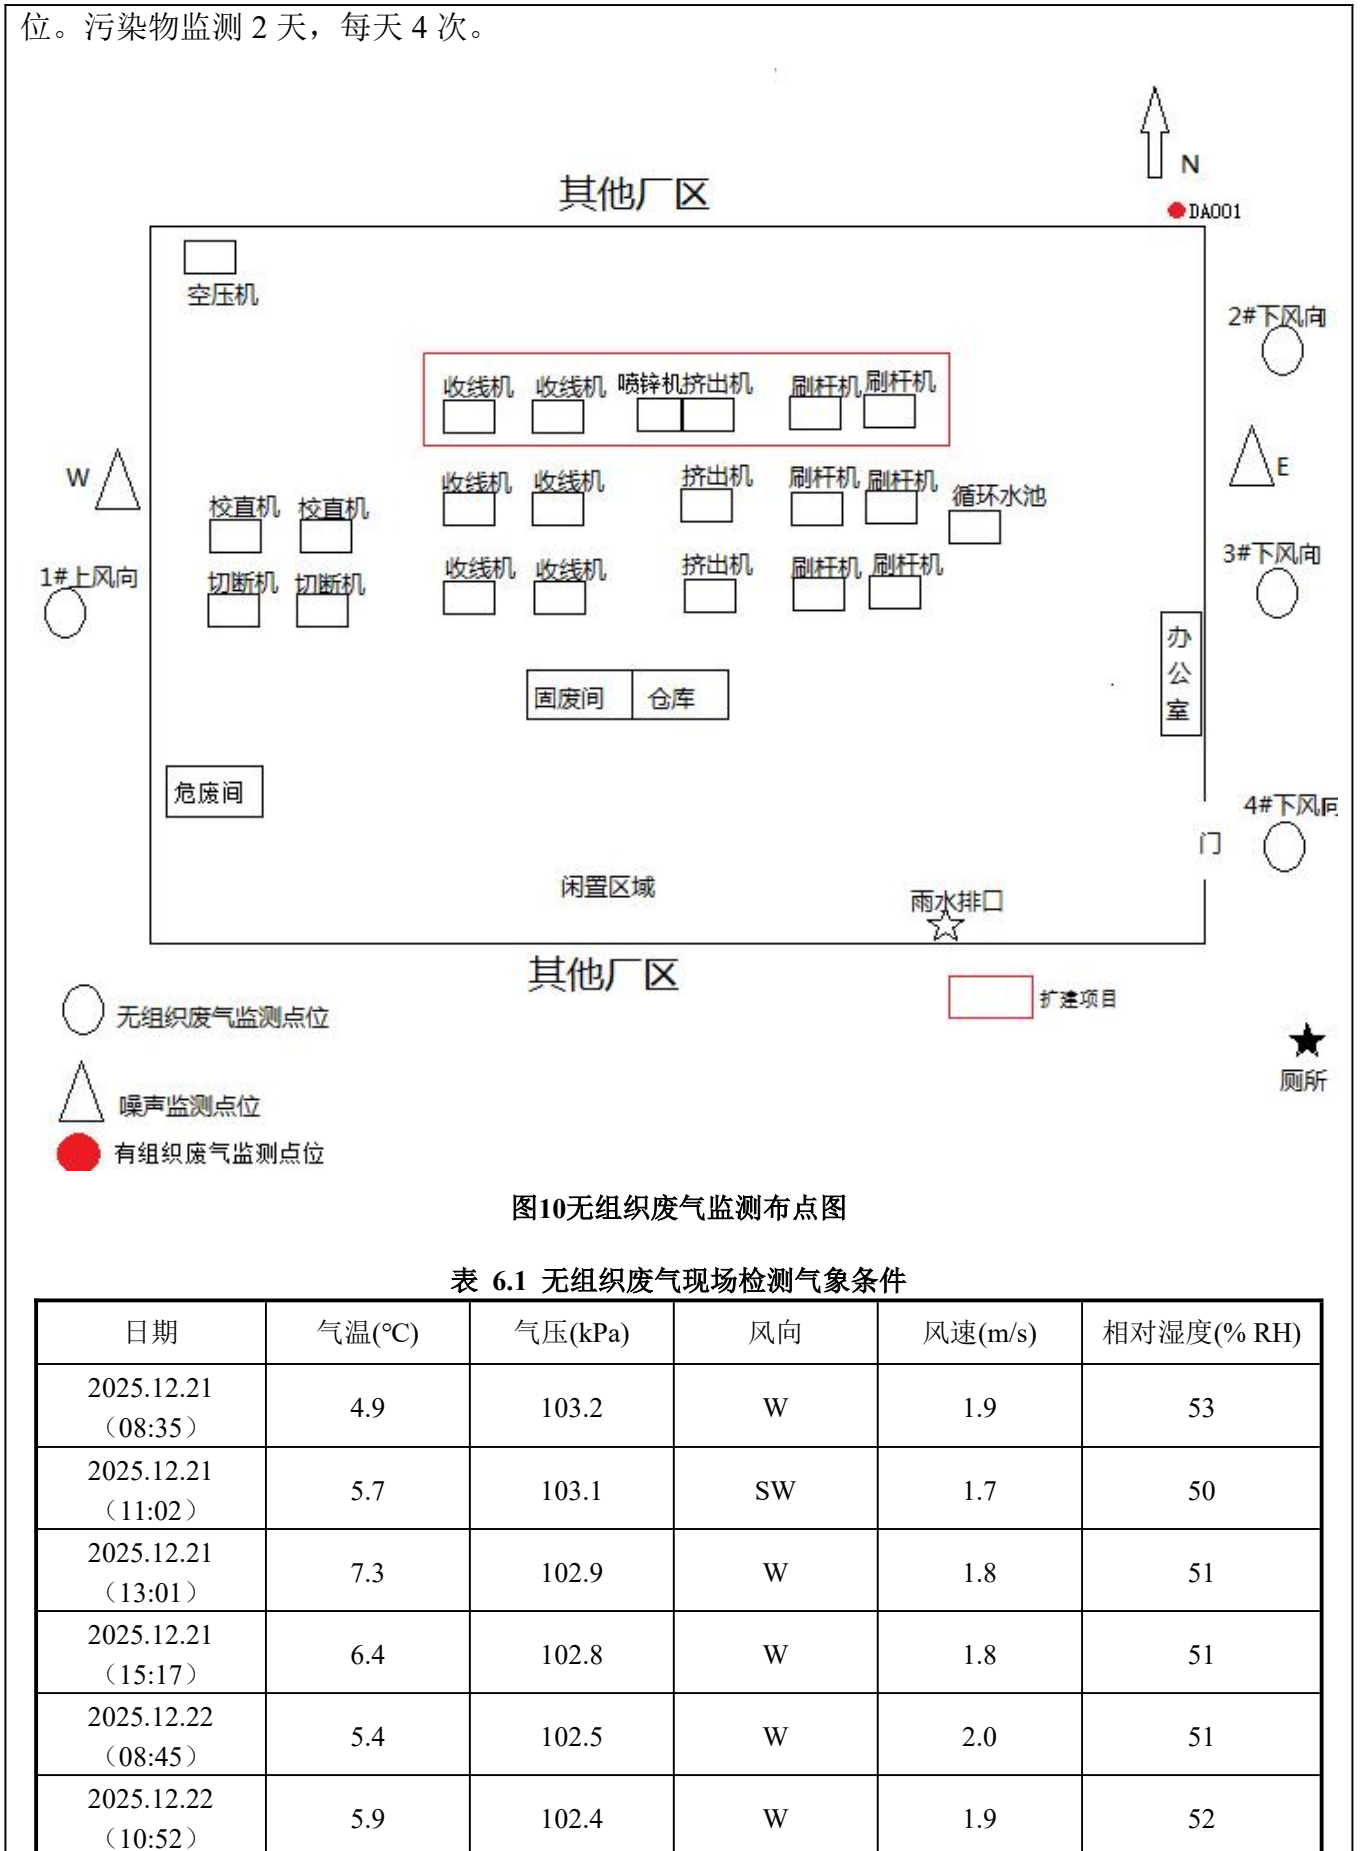 位。污染物监测 2 天，每天 4 次。
N
其他厂区
DA001
空压机
2#下风向
收线机 收线机 喷锌机 挤出机 刷杆机 刷杆机
W
E
收线机 收线机 挤出机 刷杆机 刷杆机
循环水池
校直机 校直机
3#下风向
1#上风向
收线机 收线机 挤出机 刷杆机 刷杆机
切断机 切断机
办公室
固废间 仓库
危废间
4#下风向
门
闲置区域
雨水排口
其他厂区
扩建项目
无组织废气监测点位
厕所
噪声监测点位
有组织废气监测点位
图10无组织废气监测布点图
表 6.1 无组织废气现场检测气象条件
日期 气温(℃) 气压(kPa) 风向 风速(m/s) 相对湿度(% RH)
2025.12.21
（08:35） 4.9 103.2 W 1.9 53
2025.12.21
（11:02） 5.7 103.1 SW 1.7 50
2025.12.21
（13:01） 7.3 102.9 W 1.8 51
2025.12.21
（15:17） 6.4 102.8 W 1.8 51
2025.12.22
（08:45） 5.4 102.5 W 2.0 51
2025.12.22
（10:52） 5.9 102.4 W 1.9 52